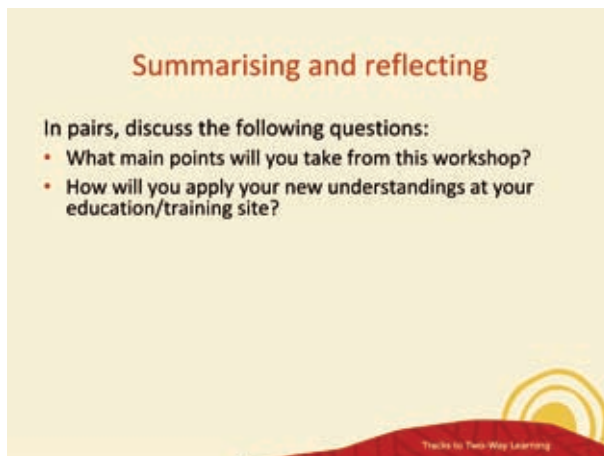 Summarising and reflecting
In pairs, discuss the following questions:
• What main points will you take from this workshop?
• How will you apply your new understandings at your
education/training site?
Tracks to Two-Way Learning